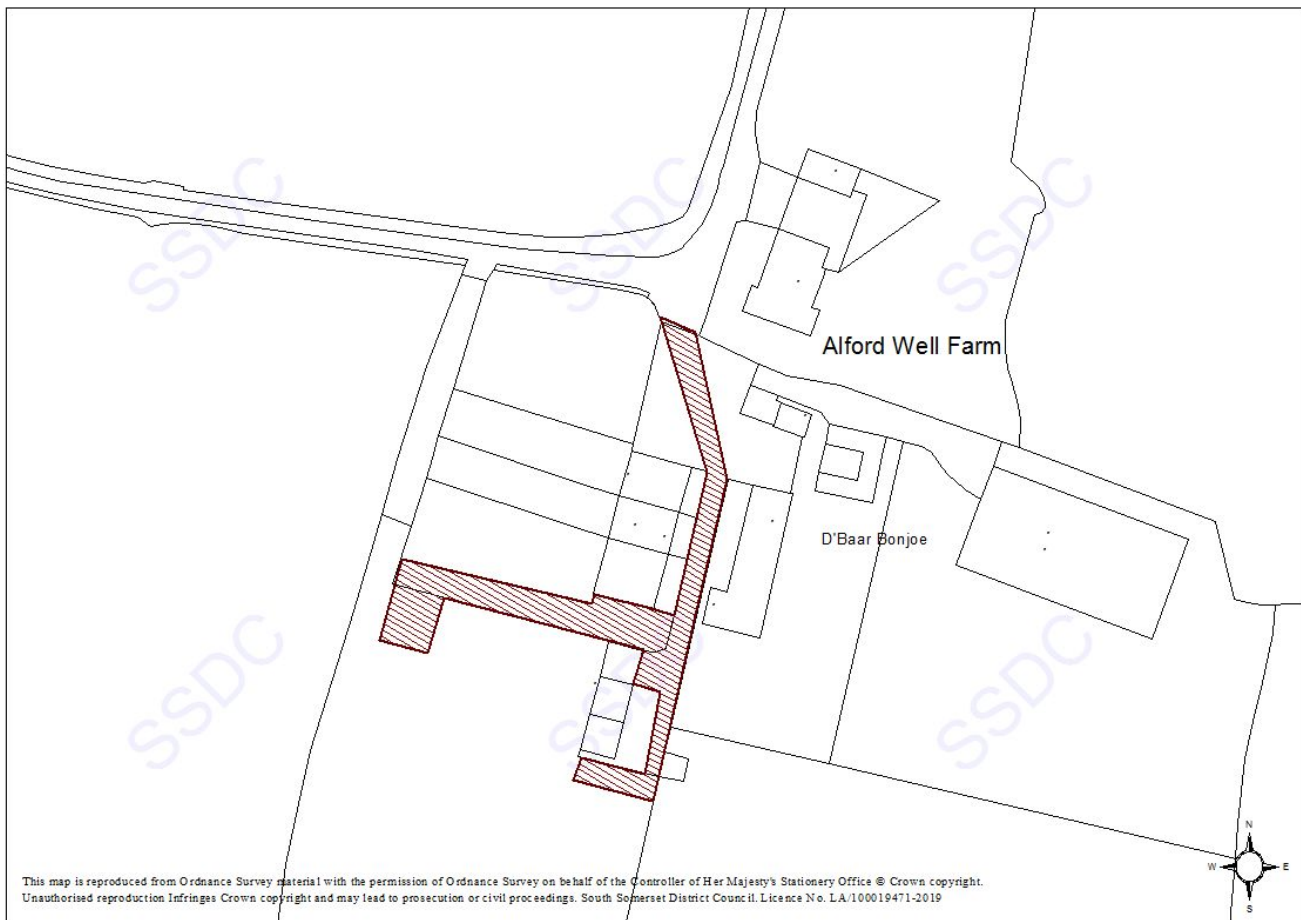 SSDC SSDC SSDC
Alford Well Farm
D'Baar Bonjoe
SSDC SSDC SSDC
N
W E
S
This map is reproduced from Ordnance Survey material with the permission of Ordnance Survey on behalf of the Controller of Her Majesty's Stationery Office © Crown copyright.
Unauthorised reproduction Infringes Crown copyright and may lead to prosecution or civil proceedings. South Somerset District Council. Licence No. LA/100019471-2019